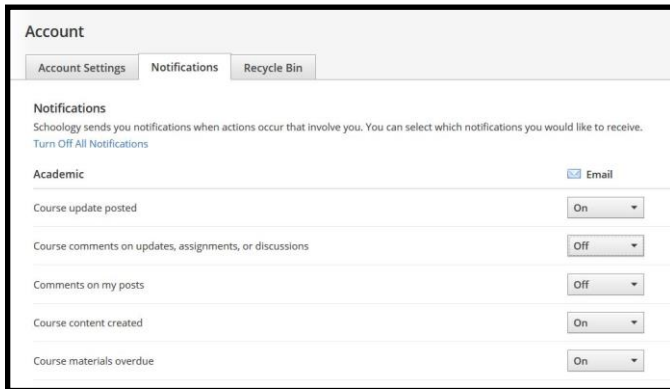 Account
Account Settings Notifications Recycle Bin
Notifications
Schoology sends you notifications when actions occur that involve you. You can select which notifications you would like to receive.
Turn Off All Notifications
Academic Email
Course update posted On
Course comments on updates, assignments, or discussions Off
Comments on my posts Off
Course content created On
Course materials overdue On